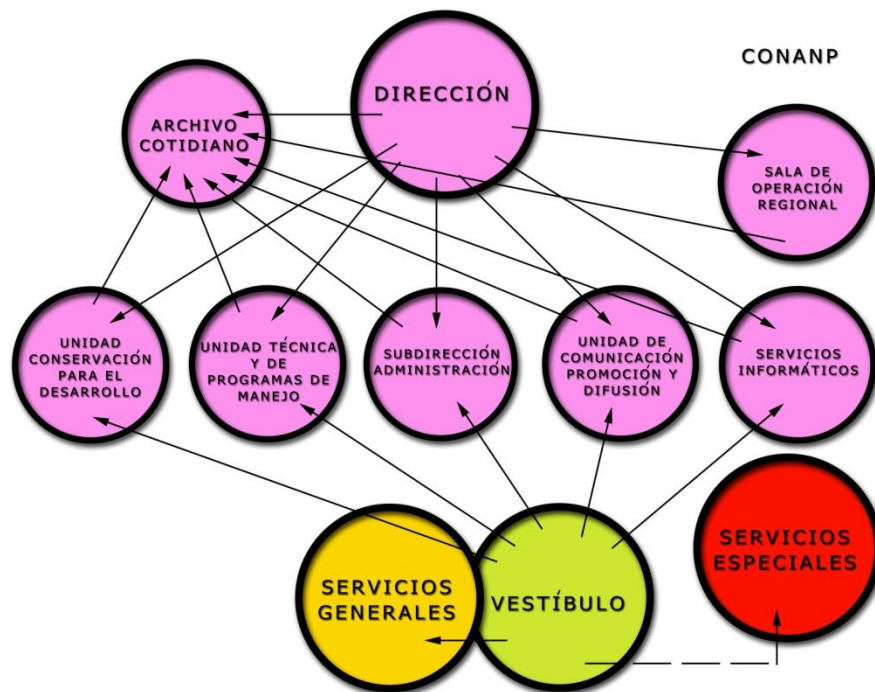 CONANP
DIRECCIÓN
ARCHIVO
COTIDIANO
SALA DE
OPERACIÓN
REGIONAL
UNIDAD
CONSERVACIÓN
PARA EL
DESARROLLO
UNIDAD TÉCNICA
Y DE
PROGRAMAS DE
MANEJO
SUBDIRECCIÓN
ADMINISTRACIÓN
UNIDAD DE
COMUNICACIÓN
PROMOCIÓN Y
DIFUSIÓN
SERVICIOS
INFORMÁTICOS
SERVICIOS
GENERALES
VESTÍBULO
SERVICIOS
ESPECIALES